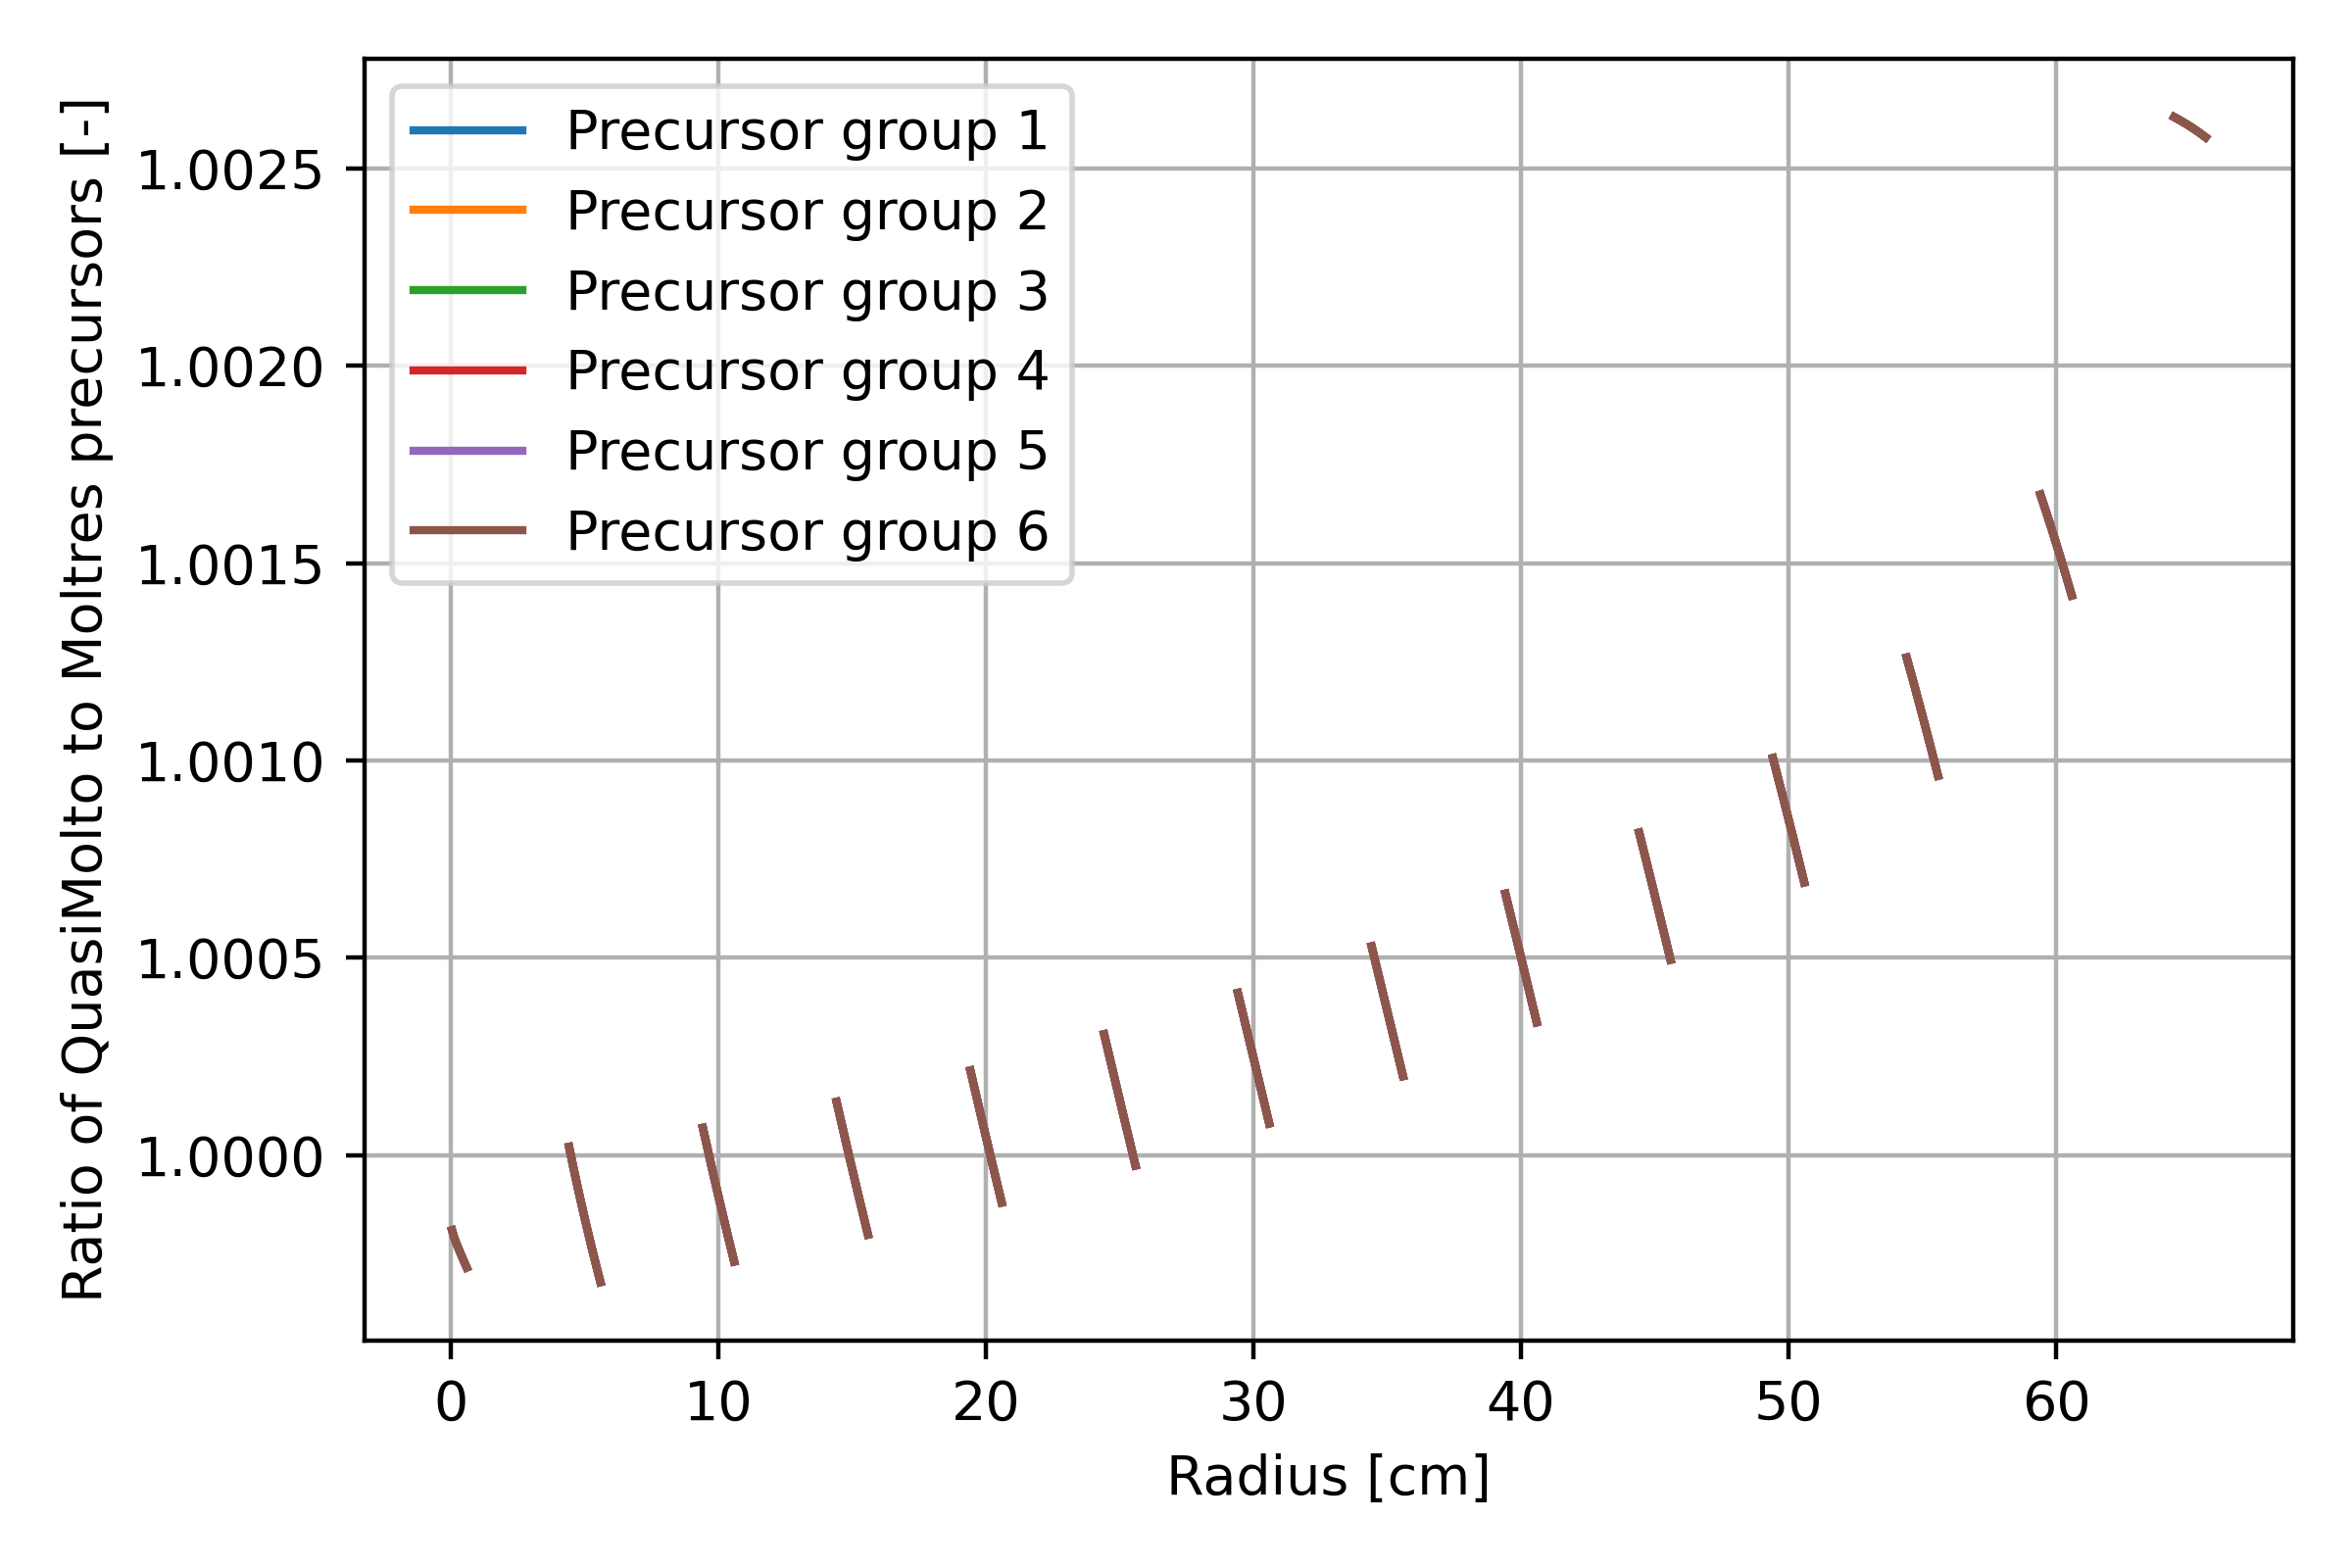 Ratio of QuasiMolto to Moltres precursors [-]
1.0025
1.0020
1.0015
1.0010
1.0005
1.0000
Precursor group 1
Precursor group 2
Precursor group 3
Precursor group 4
Precursor group 5
Precursor group 6
0 10 20 30 40 50 60
Radius [cm]